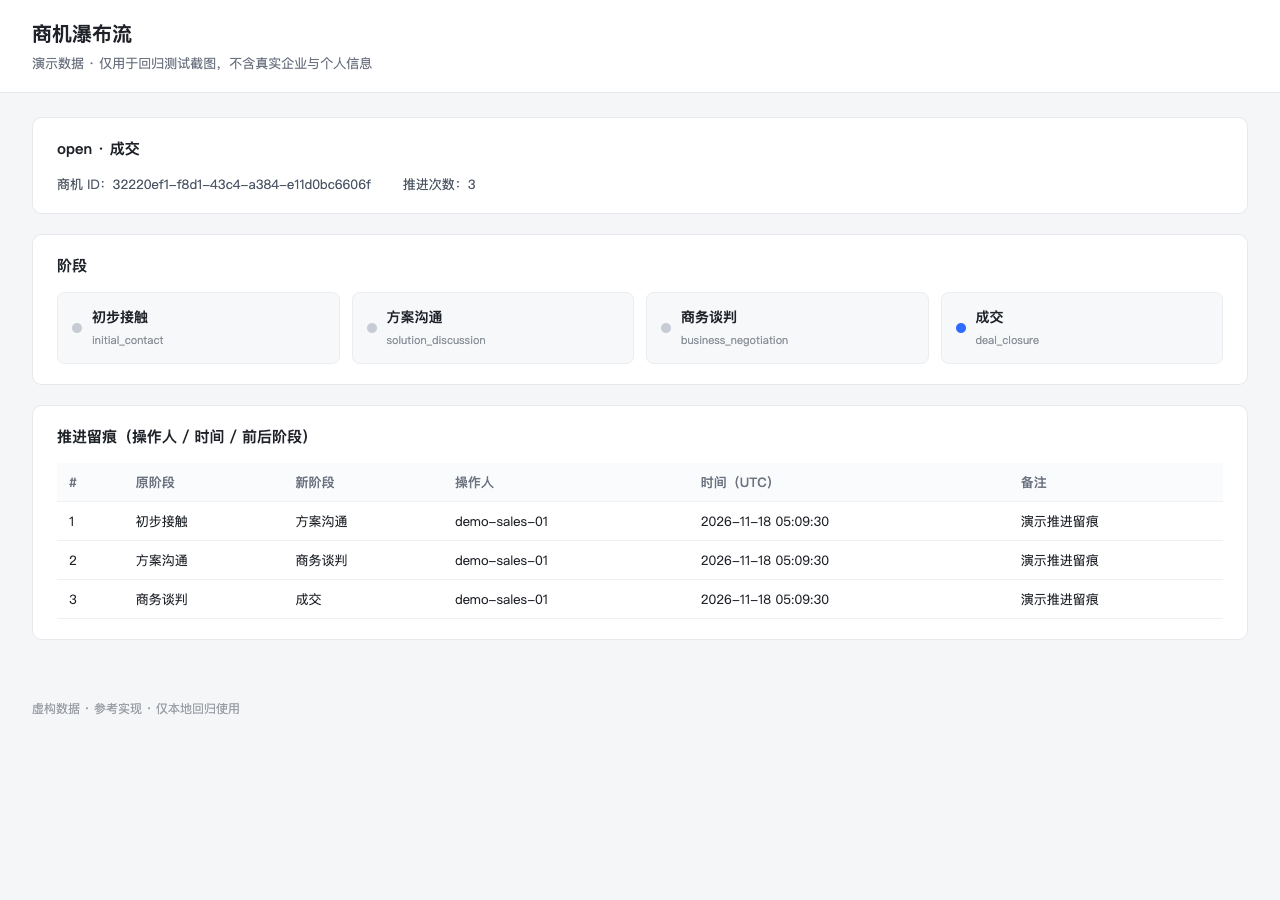 商机瀑布流
演示数据 · 仅用于回归测试截图，不含真实企业与个人信息
open · 成交
商机 ID：32220ef1-f8d1-43c4-a384-e11d0bc6606f 推进次数：3
阶段
初步接触
initial_contact
方案沟通
solution_discussion
商务谈判
business_negotiation
成交
deal_closure
推进留痕（操作人 / 时间 / 前后阶段）
# 原阶段 新阶段 操作人 时间（UTC） 备注
1 初步接触 方案沟通 demo-sales-01 2026-11-18 05:09:30 演示推进留痕
2 方案沟通 商务谈判 demo-sales-01 2026-11-18 05:09:30 演示推进留痕
3 商务谈判 成交 demo-sales-01 2026-11-18 05:09:30 演示推进留痕
虚构数据 · 参考实现 · 仅本地回归使用